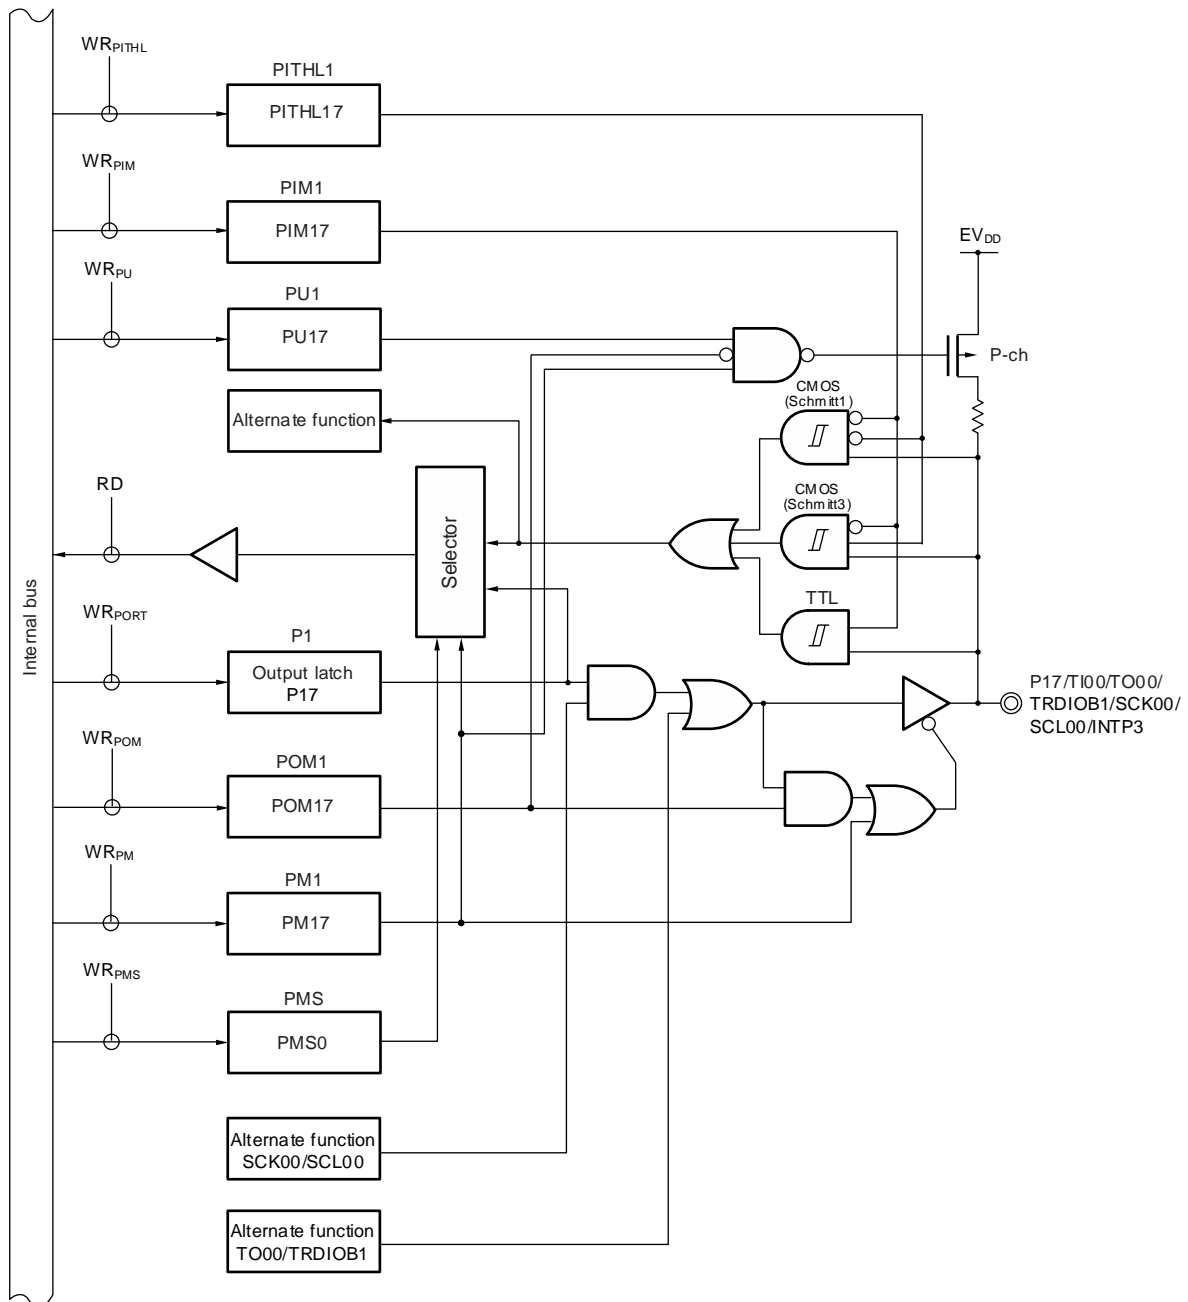 WRPITHL
PITHL1
PITHL17
WRPIM
PIM1
PIM17
EVDD
WRPU
PU1
PU17
P-ch
CMOS
(Schmitt1)
Alternate function
RD
Selector
CMOS
(Schmitt3)
Internal bus
WRPORT
TTL
P1
Output latch
P17
P17/TI00/TO00/
TRDIOB1/SCK00/
SCL00/INTP3
WRPOM
POM1
POM17
WRPM
PM1
PM17
WRPMS
PMS
PMS0
Alternate function
SCK00/SCL00
Alternate function
TO00/TRDIOB1